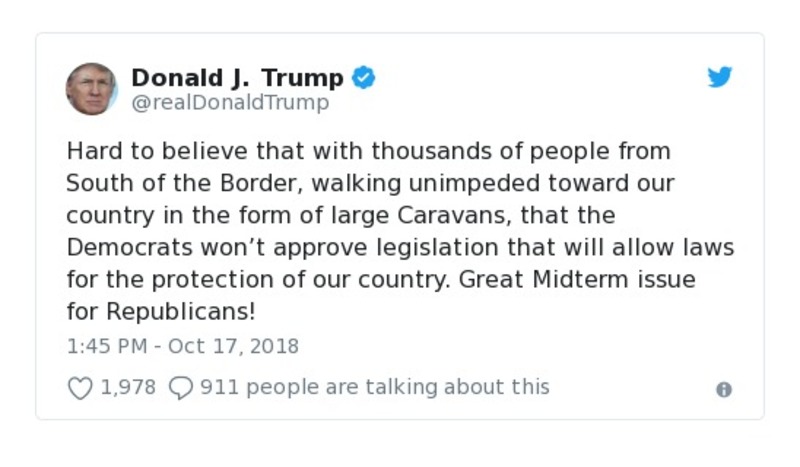 Donald J. Trump
@realDonaldTrump
Hard to believe that with thousands of people from
South of the Border, walking unimpeded toward our
country in the form of large Caravans, that the
Democrats won’t approve legislation that will allow laws
for the protection of our country. Great Midterm issue
for Republicans!
1:45 PM - Oct 17, 2018
1,978 911 people are talking about this